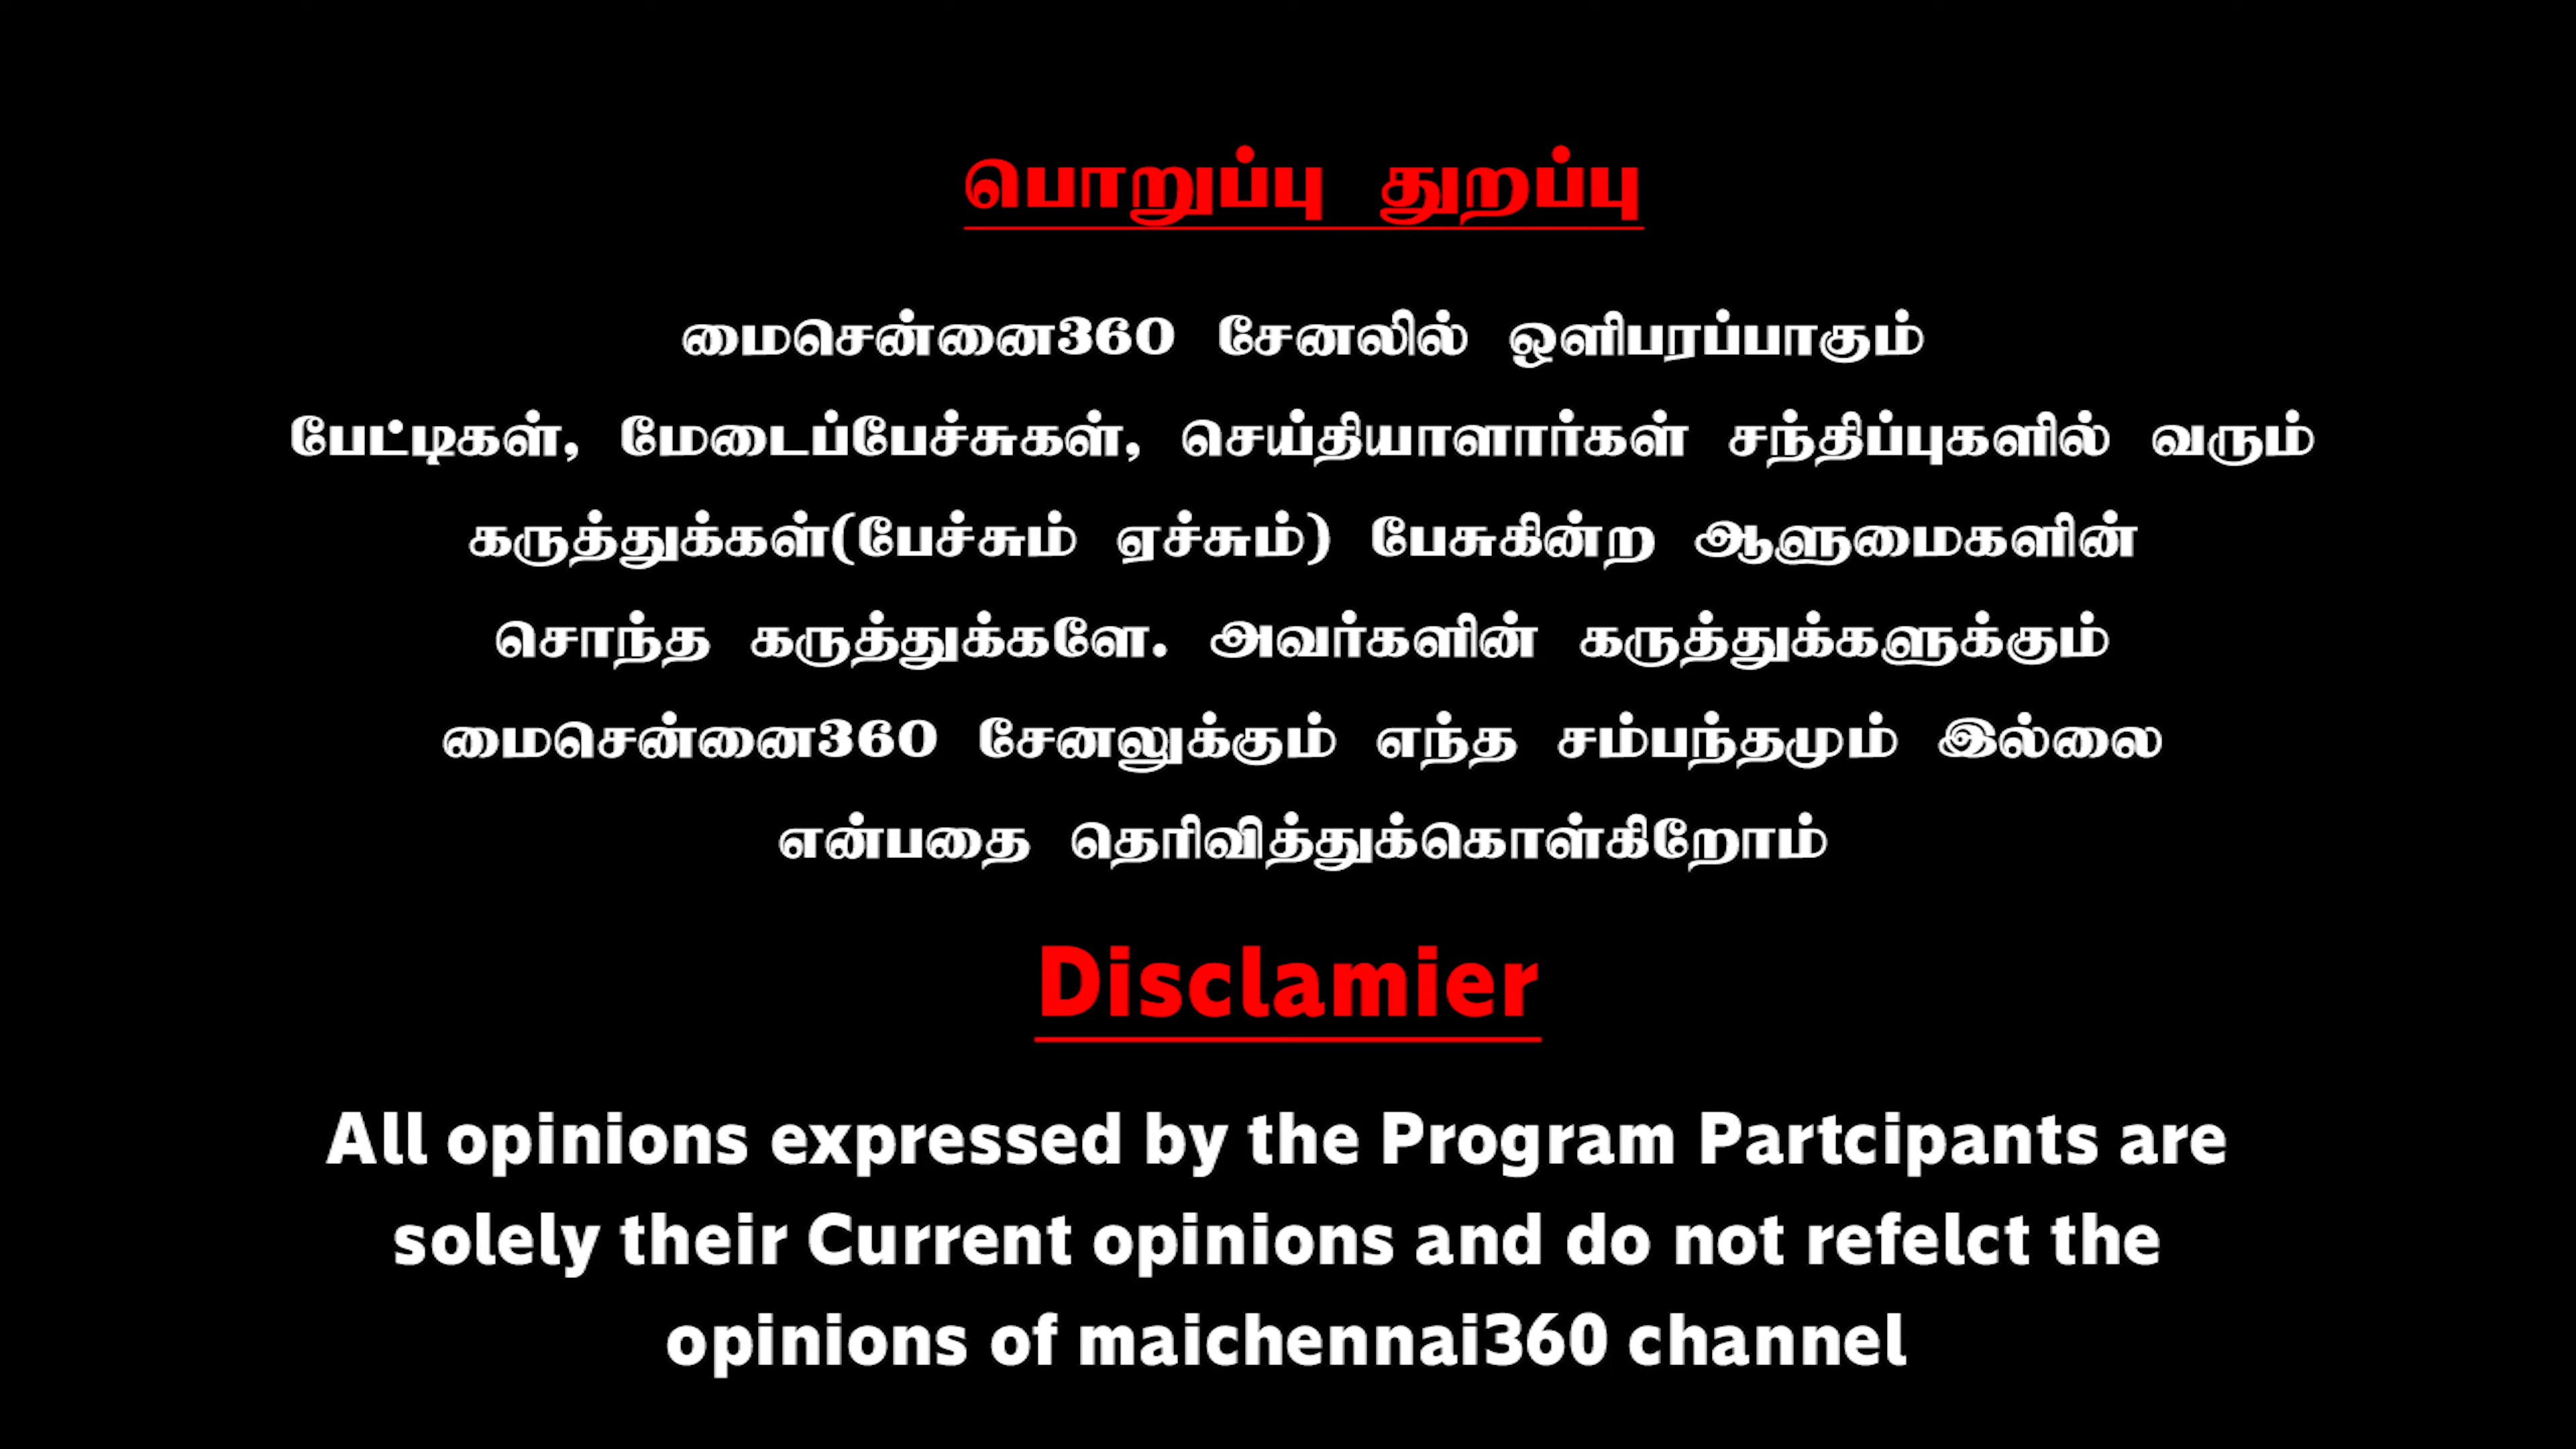 பொறுப்பு துறப்பு
மைசென்னை360 சேனலில் ஒளிபரப்பாகும்
பேட்டிகள், மேடைப்பேச்சுகள், செய்தியாளார்கள் சந்திப்புகளில் வரும்
கருத்துக்கள்(பேச்சும் ஏச்சும்) பேசுகின்ற ஆளுமைகளின்
சொந்த கருத்துக்களே. அவர்களின் கருத்துக்களுக்கும்
மைசென்னை360 சேனலுக்கும் எந்த சம்பந்தமும் இல்லை
என்பதை தெரிவித்துக்கொள்கிறோம்
Disclamier
All opinions expressed by the Program Partcipants are
solely their Current opinions and do not refelct the
opinions of maichennai360 channel